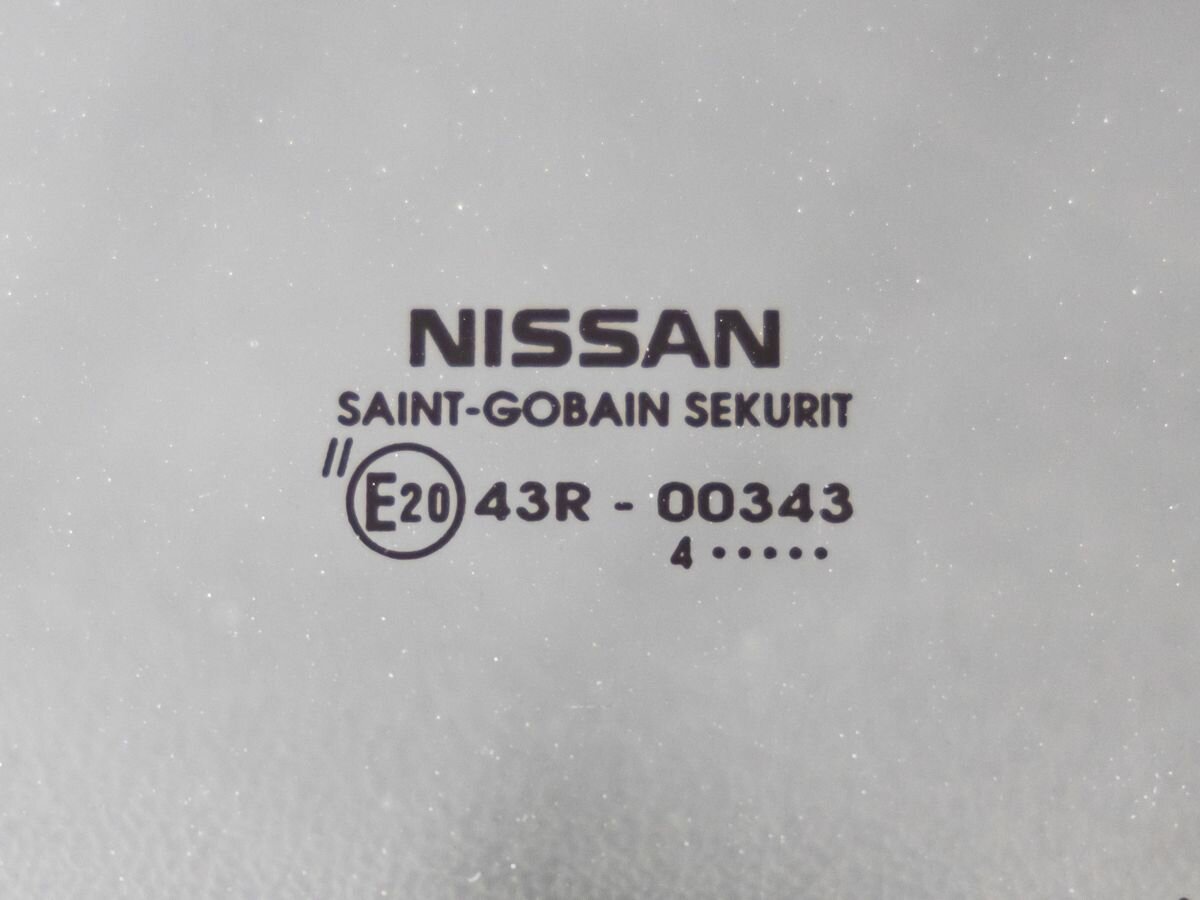 NISSAN
SAINT-GOBAIN SEKURIT
II E20 43R - 00343
4 •••••